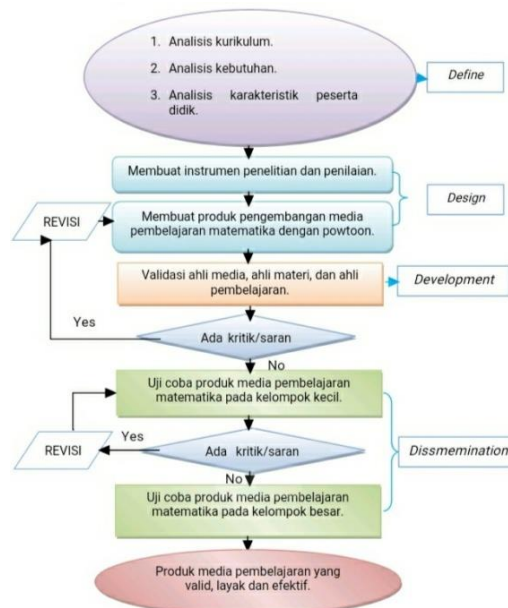 1. Analisis kurikulum.
2. Analisis kebutuhan.
3. Analisis karakteristik peserta
didik.
Define
Membuat instrumen penelitian dan penilaian.
Design
REVISI
Membuat produk pengembangan media
pembelajaran matematika dengan powtoon.
Validasi ahli media, ahli materi, dan ahli
pembelajaran.
Development
Yes
Ada kritik/saran
No
Uji coba produk media pembelajaran
matematika pada kelompok kecil.
REVISI
Yes
Ada kritik/saran
Dissmemination
No
Uji coba produk media pembelajaran
matematika pada kelompok besar.
Produk media pembelajaran yang
valid, layak dan efektif.